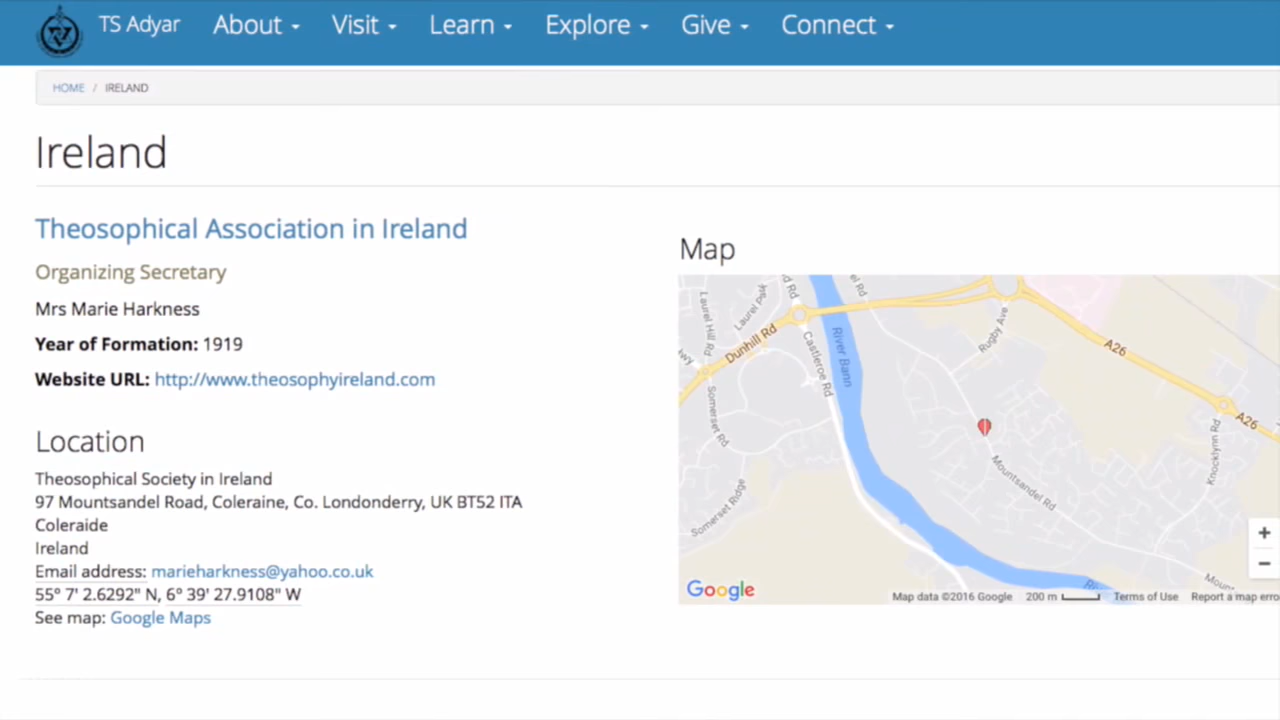 TS Adyar About Visit Learn Explore Give Connect
HOME / IRELAND
Ireland
Theosophical Association in Ireland
Organizing Secretary
Mrs Marie Harkness
Year of Formation: 1919
Website URL: http://www.theosophyireland.com
Location
Theosophical Society in Ireland
97 Mountsandel Road, Coleraine, Co. Londonderry, UK BT52 ITA
Coleraide
Ireland
Email address: marieharkness@yahoo.co.uk
55° 7' 2.6292" N, 6° 39' 27.9108" W
See map: Google Maps
Map
Laurel Hill Rd
Laurel Park
d Rd
el Rd
Dunhill Rd
Castleroe Rd
River Bann
Rugby Ave
A26
A26
Somerset Rd
Knocklynn Rd
Mountsandel Rd
Somerset Ridge
Moun
Google
Map data ©2016 Google 200 m Terms of Use Report a map erro
+
−